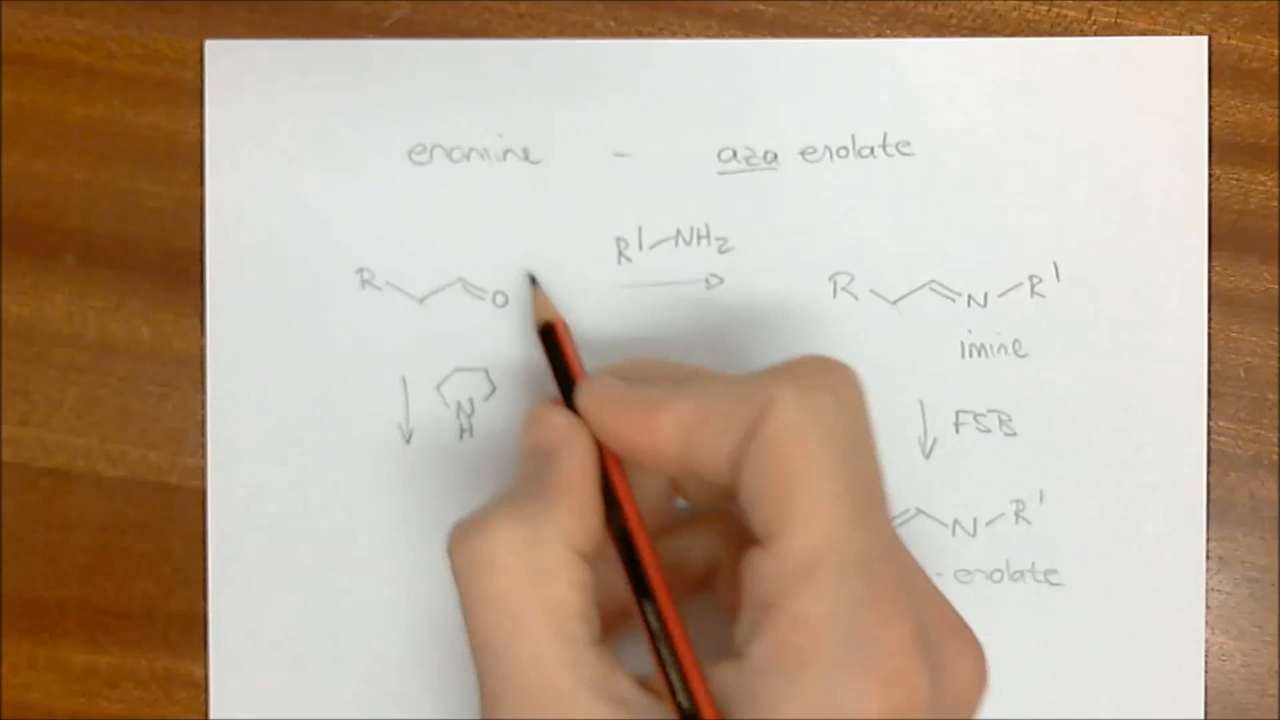 enamine - aza enolate
R'-NH2
R O R N R'
imine
N
H
FSB
N R'
- enolate